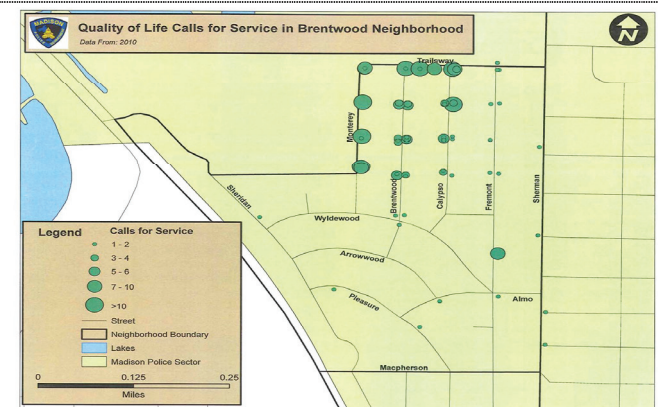 MADISON
Quality of Life Calls for Service in Brentwood Neighborhood
Data From: 2010
N
Trailsway
Monterey
Brentwood
Calypso
Fremont
Sherman
Sheridan
Wyldewood
Arrowwood
Pleasure
Almo
Macpherson
Legend
Calls for Service
1 - 2
3 - 4
5 - 6
7 - 10
>10
Street
Neighborhood Boundary
Lakes
Madison Police Sector
0 0.125 0.25
Miles